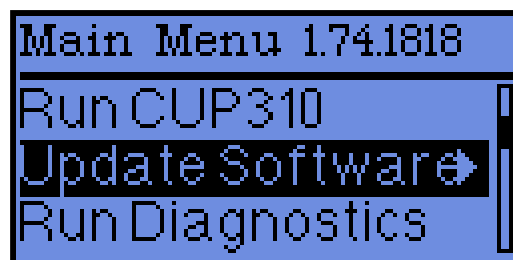 Main Menu 1.74.1818
Run CUP310
Update Software
Run Diagnostics